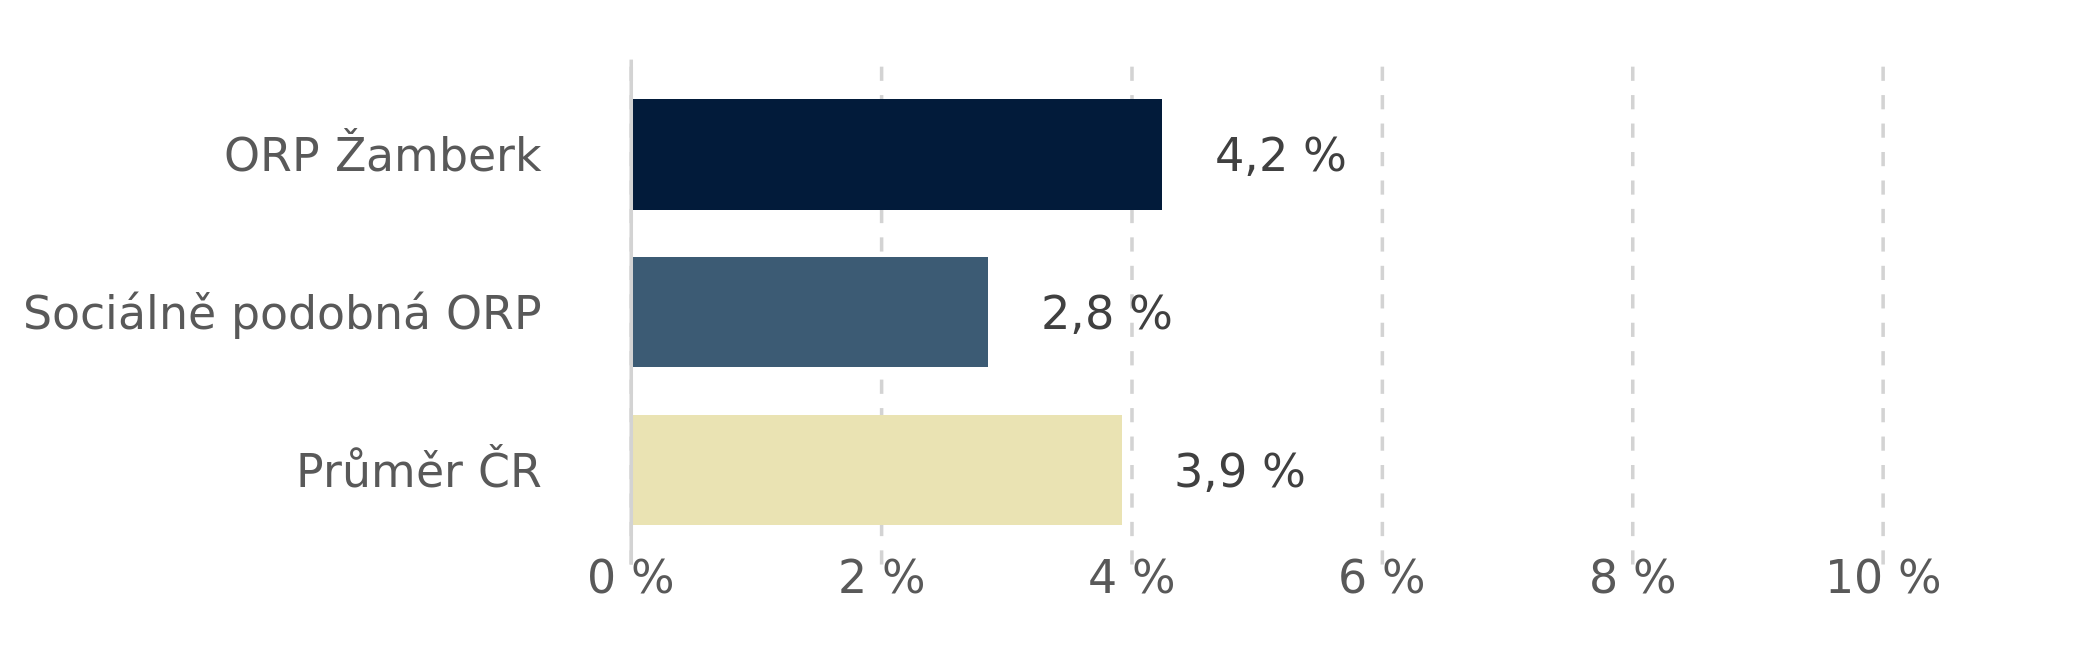 ORP Žamberk
4,2 %
Sociálně podobná ORP
2,8 %
Průměr ČR
3,9 %
0 % 2 % 4 % 6 % 8 % 10 %